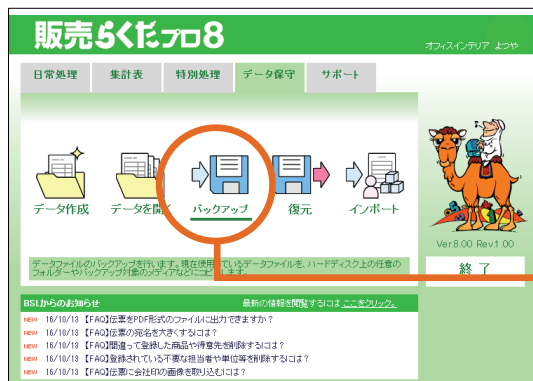 販売らくだプロ8
オフィスインテリア よつや
日常処理 集計表 特別処理 データ保守 サポート
データ作成 データを開く バックアップ 復元 インポート
Ver.8.00 Rev.1.00
データファイルのバックアップを行います。現在使用しているデータファイルを、ハードディスク上の任意の
フォルダーやバックアップ対象のメディアなどにコピーします。
終了
BSLからのお知らせ 最新の情報を閲覧するには ここをクリック。
NEW 16/10/13 【FAQ】伝票をPDF形式のファイルに出力できますか？
NEW 16/10/13 【FAQ】伝票の宛名を大きくするには？
NEW 16/10/13 【FAQ】間違って登録した商品や得意先を削除するには？
NEW 16/10/13 【FAQ】登録されている不要な担当者や単位等を削除するには？
NEW 16/10/13 【FAQ】伝票に会社印の画像を取り込むには？